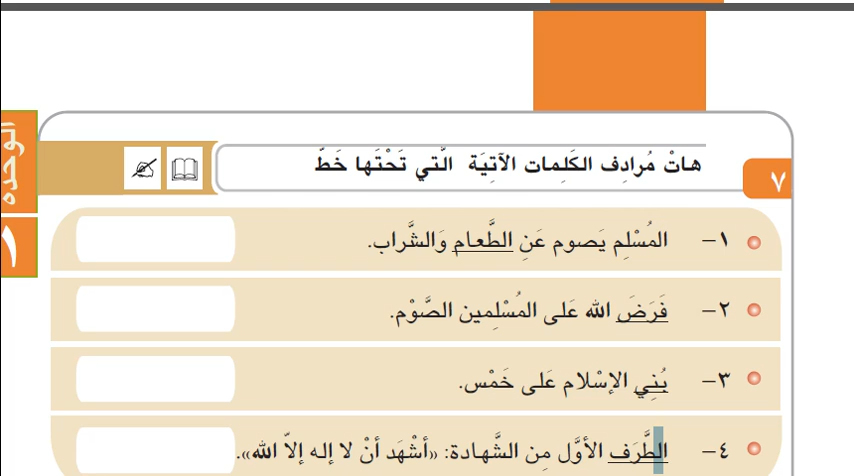 الوحدة
٧ هاتْ مُرادِف الكَلِمات الآتِيَة الَّتي تَحْتَها خَطّ
١– المُسْلِم يَصوم عَنِ الطَّعامِ وَالشَّراب.
٢– فَرَضَ الله عَلى المُسْلِمين الصَّوْم.
٣– بُنِي الإسْلام عَلى خَمْس.
٤– الطَّرَف الأوَّل مِن الشَّهادة: «أشْهَد أنْ لا إله إلاّ الله».